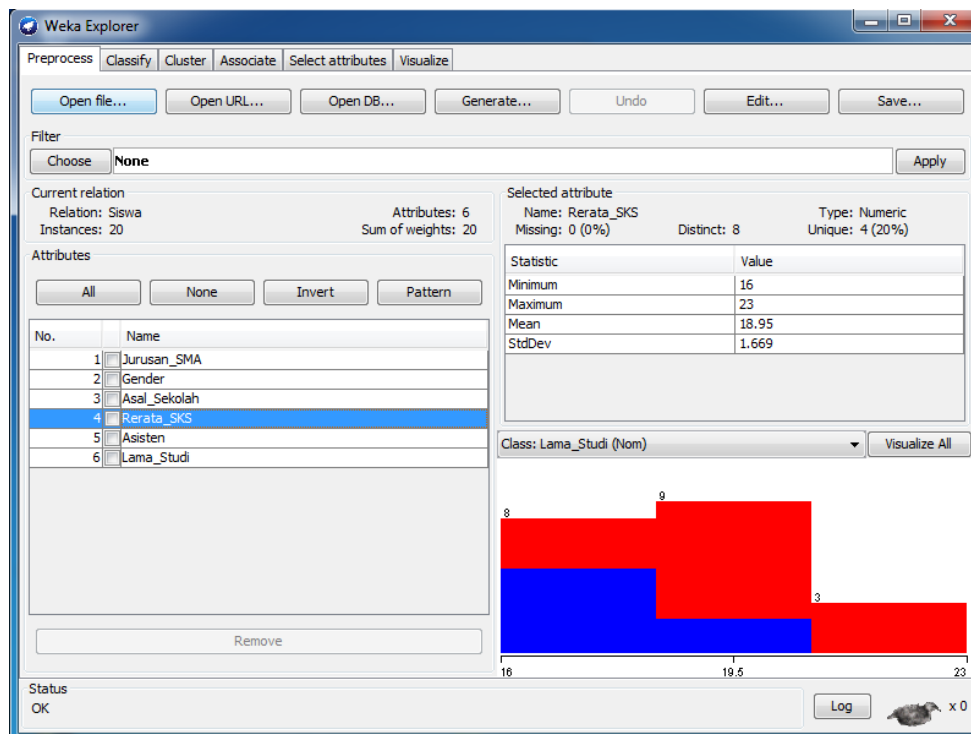 Weka Explorer
Preprocess Classify Cluster Associate Select attributes Visualize
Open file... Open URL... Open DB... Generate... Undo Edit... Save...
Filter
Choose None Apply
Current relation
Relation: Siswa Attributes: 6
Instances: 20 Sum of weights: 20
Attributes
All None Invert Pattern
No. Name
1 Jurusan_SMA
2 Gender
3 Asal_Sekolah
4 Rerata_SKS
5 Asisten
6 Lama_Studi
Remove
Selected attribute
Name: Rerata_SKS Type: Numeric
Missing: 0 (0%) Distinct: 8 Unique: 4 (20%)
Statistic Value
Minimum 16
Maximum 23
Mean 18.95
StdDev 1.669
Class: Lama_Studi (Nom) Visualize All
8 9 3
16 19.5 23
Status
OK Log x 0